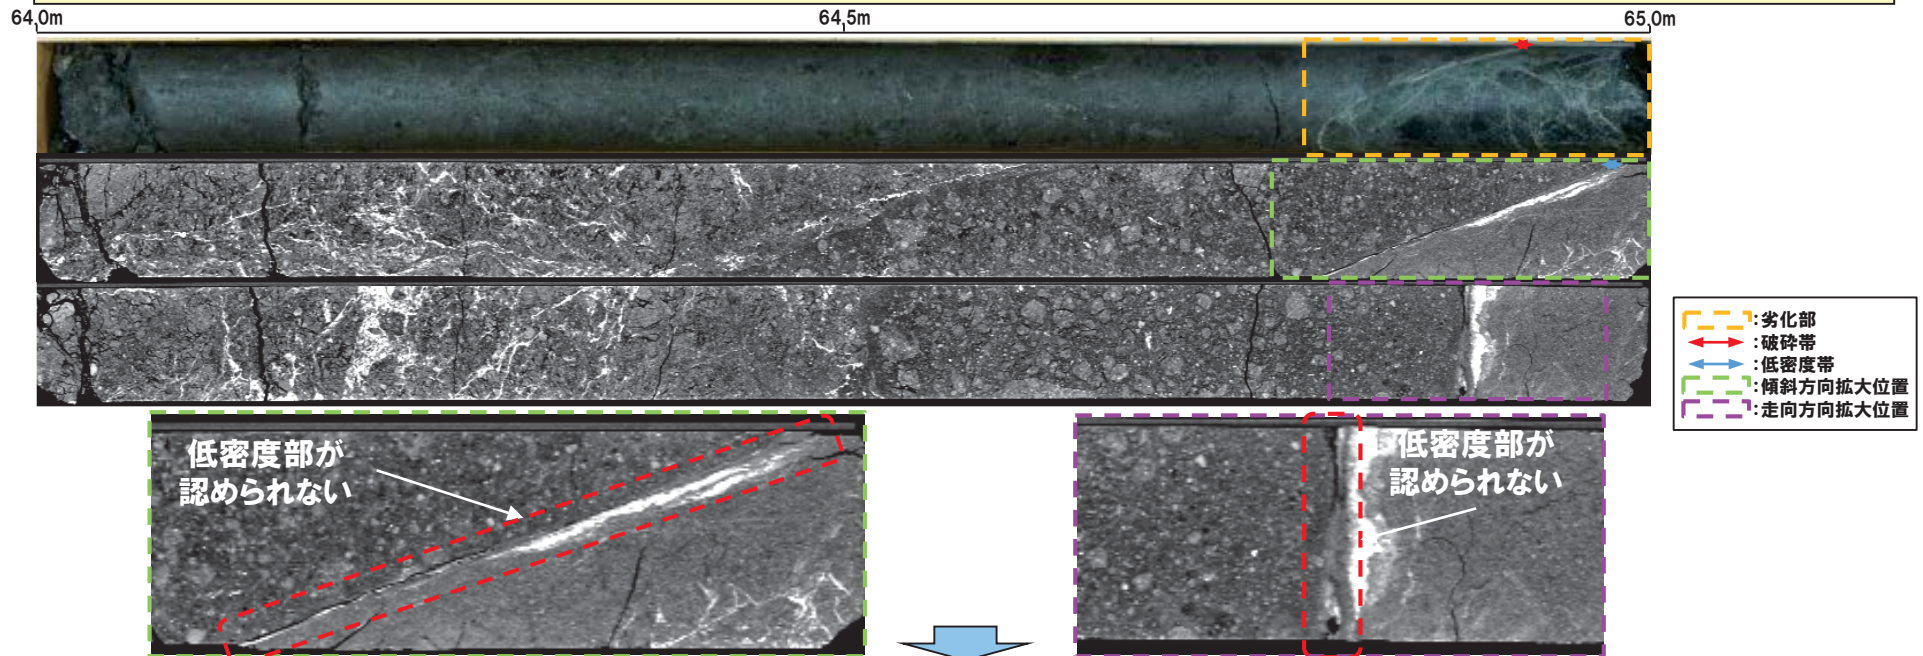 64.0m
64.5m
65.0m
:劣化部
:破砕帯
:低密度帯
:傾斜方向拡大位置
:走向方向拡大位置
低密度部が
認められない
低密度部が
認められない